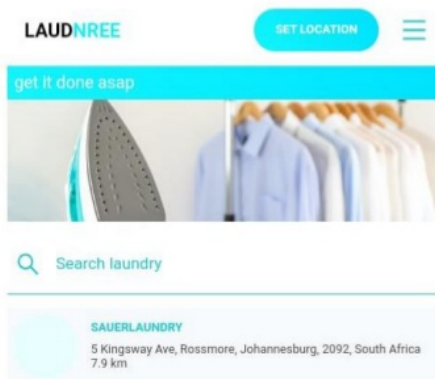 LAUDNREE
SET LOCATION
get it done asap
Search laundry
SAUERLAUNDRY
5 Kingsway Ave, Rossmore, Johannesburg, 2092, South Africa
7.9 km